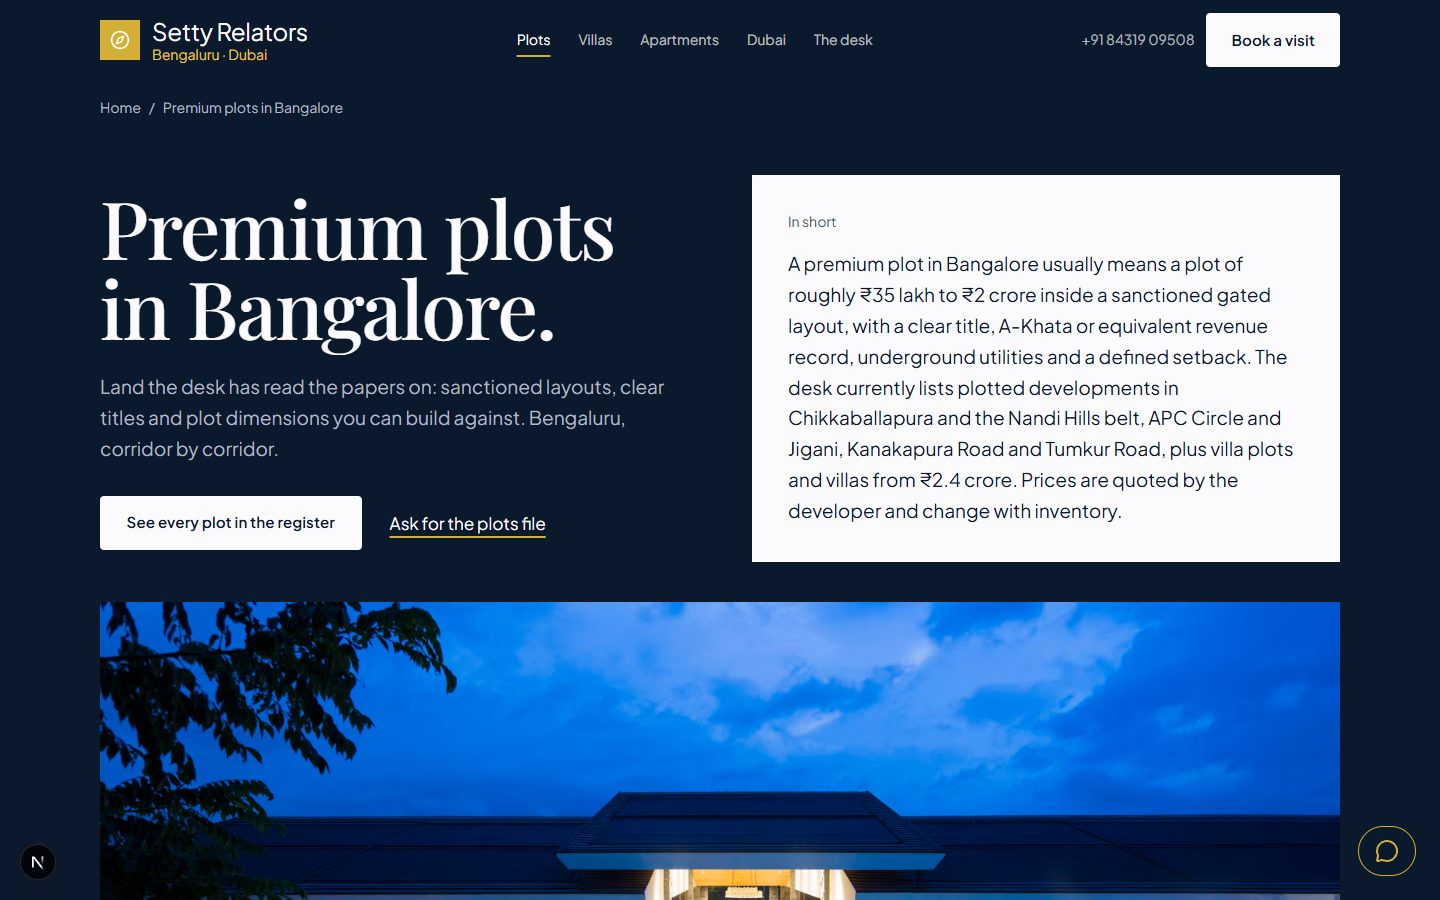 Setty Relators
Bengaluru · Dubai
Plots
Villas
Apartments
Dubai
The desk
+91 84319 09508
Book a visit
Home / Premium plots in Bangalore
Premium plots
in Bangalore.
Land the desk has read the papers on: sanctioned layouts, clear
titles and plot dimensions you can build against. Bengaluru,
corridor by corridor.
See every plot in the register
Ask for the plots file
In short
A premium plot in Bangalore usually means a plot of
roughly ₹35 lakh to ₹2 crore inside a sanctioned gated
layout, with a clear title, A-Khata or equivalent revenue
record, underground utilities and a defined setback. The
desk currently lists plotted developments in
Chikkaballapura and the Nandi Hills belt, APC Circle and
Jigani, Kanakapura Road and Tumkur Road, plus villa plots
and villas from ₹2.4 crore. Prices are quoted by the
developer and change with inventory.
N